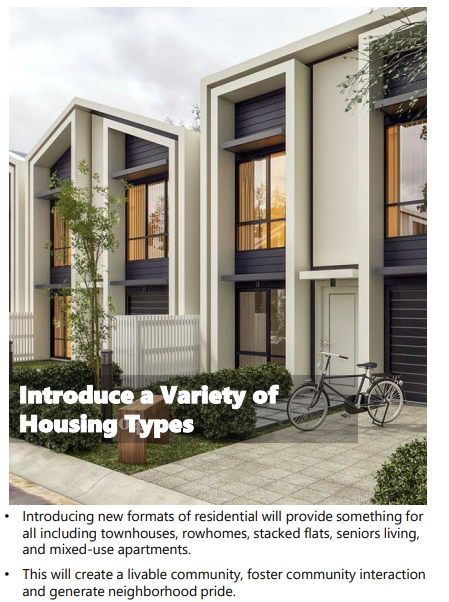 Introduce a Variety of
Housing Types
• Introducing new formats of residential will provide something for
all including townhouses, rowhomes, stacked flats, seniors living,
and mixed-use apartments.
• This will create a livable community, foster community interaction
and generate neighborhood pride.